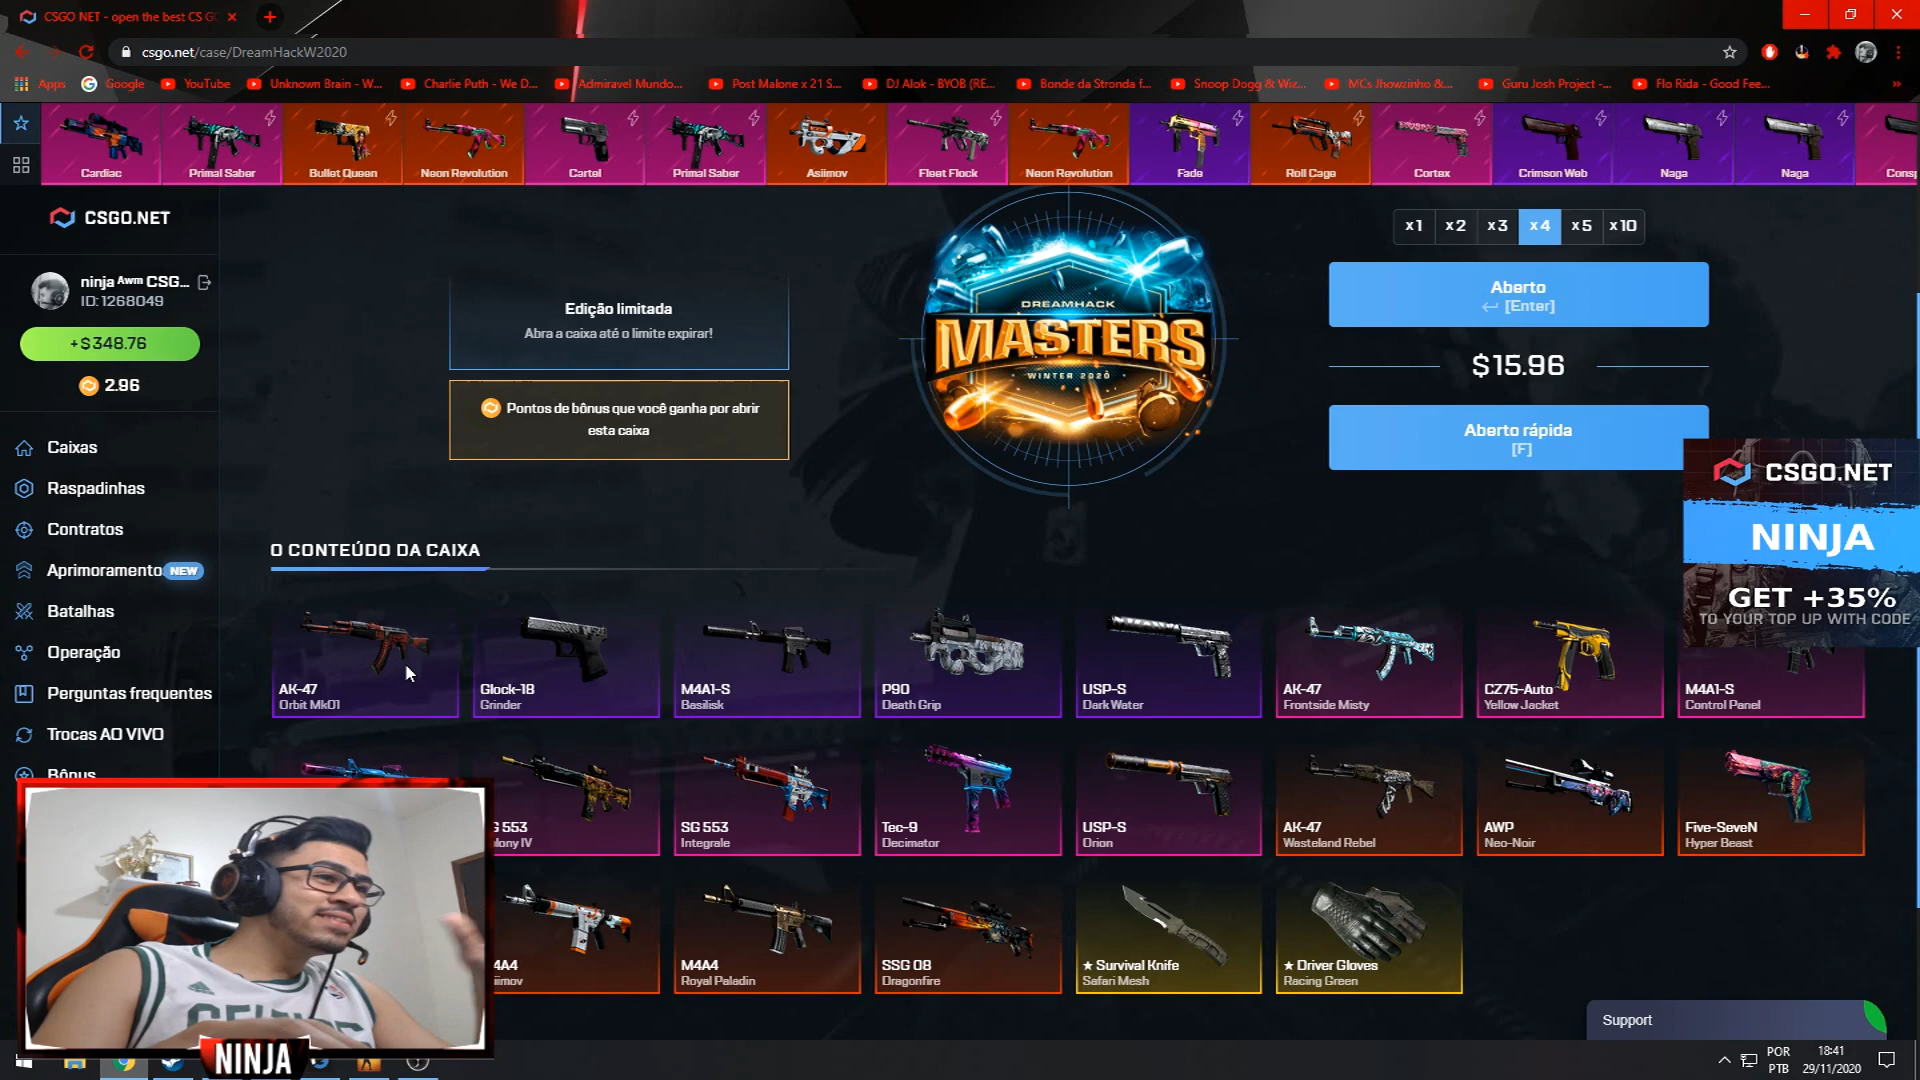 CSGO NET - open the best CS GO
csgo.net/case/DreamHackW2020
Apps
Google
YouTube
Unknown Brain - W...
Charlie Puth - We D...
Admiravel Mundo...
Post Malone x 21 S...
DJ Alok - BYOB (RE...
Bonde da Stronda f...
Snoop Dogg & Wiz...
MCs Jhowzinho &...
Guru Josh Project -...
Flo Rida - Good Fee...
»
Cardiac
Primal Saber
Bullet Queen
Neon Revolution
Cartel
Primal Saber
Asiimov
Fleet Flock
Neon Revolution
Fade
Roll Cage
Cortex
Crimson Web
Naga
Naga
Consp
CSGO.NET
ninja Awm CSG...
ID: 1268049
+$348.76
2.96
Caixas
Raspadinhas
Contratos
Aprimoramento NEW
Batalhas
Operação
Perguntas frequentes
Trocas AO VIVO
Bônus
Edição limitada
Abra a caixa até o limite expirar!
Pontos de bônus que você ganha por abrir
esta caixa
DREAMHACK
MASTERS
WINTER 2020
x1 x2 x3 x4 x5 x10
Aberto
[Enter]
$15.96
Aberto rápida
[F]
CSGO.NET
NINJA
GET +35%
TO YOUR TOP UP WITH CODE
O CONTEÚDO DA CAIXA
AK-47
Orbit Mk01
Glock-18
Grinder
M4A1-S
Basilisk
P90
Death Grip
USP-S
Dark Water
AK-47
Frontside Misty
CZ75-Auto
Yellow Jacket
M4A1-S
Control Panel
G 553
lony IV
SG 553
Integrale
Tec-9
Decimator
USP-S
Orion
AK-47
Wasteland Rebel
AWP
Neo-Noir
Five-SeveN
Hyper Beast
4A4
iimov
M4A4
Royal Paladin
SSG 08
Dragonfire
★ Survival Knife
Safari Mesh
★ Driver Gloves
Racing Green
Support
NINJA
POR
PTB
18:41
29/11/2020